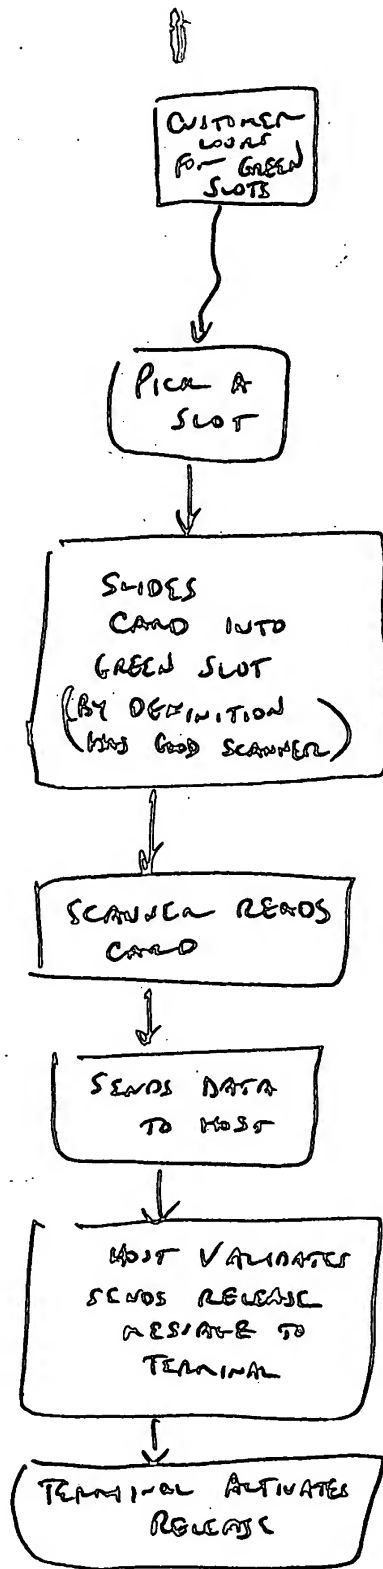 CUSTOMER
LOOKS
FOR GREEN
SLOTS
PICK A
SLOT
SLIDES
CARD INTO
GREEN SLOT
(BY DEFINITION
HAS GOOD SCANNER)
SCANNER READS
CARD
SENDS DATA
TO HOST
HOST VALIDATES
SENDS RELEASE
MESSAGE TO
TERMINAL
TERMINAL ACTIVATES
RELEASE